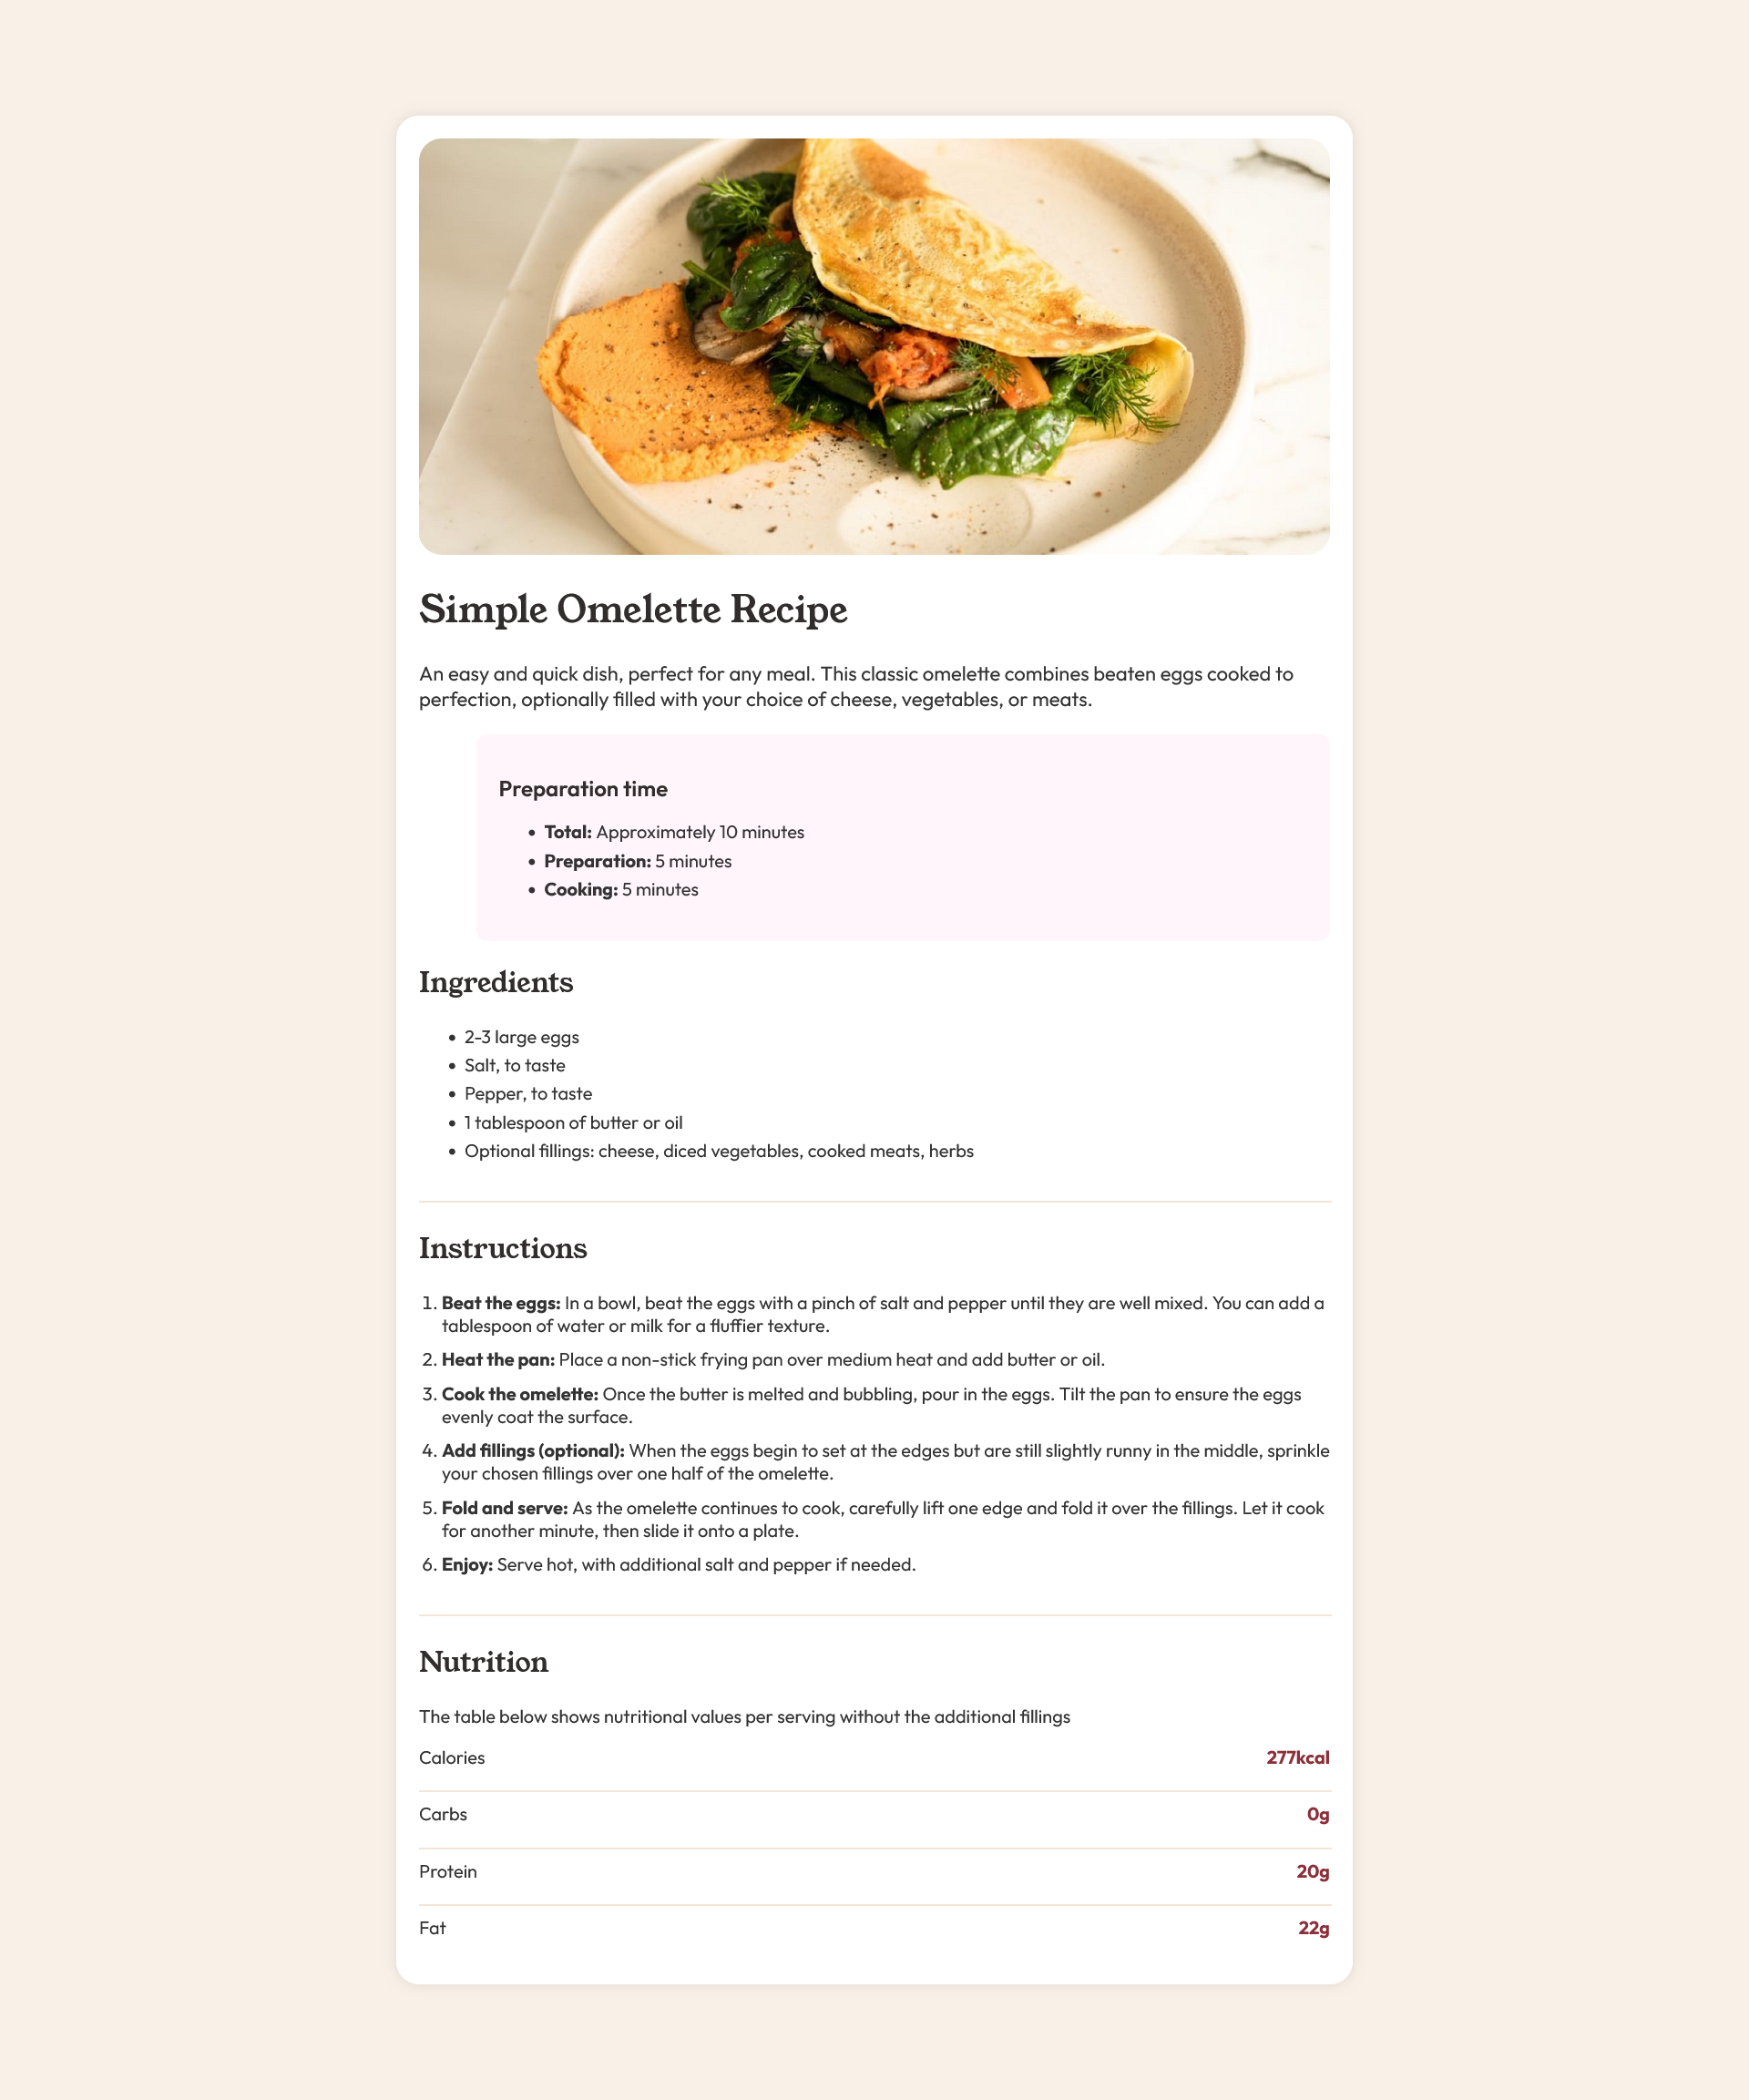 Simple Omelette Recipe
An easy and quick dish, perfect for any meal. This classic omelette combines beaten eggs cooked to
perfection, optionally filled with your choice of cheese, vegetables, or meats.
Preparation time
• Total: Approximately 10 minutes
• Preparation: 5 minutes
• Cooking: 5 minutes
Ingredients
• 2-3 large eggs
• Salt, to taste
• Pepper, to taste
• 1 tablespoon of butter or oil
• Optional fillings: cheese, diced vegetables, cooked meats, herbs
Instructions
1. Beat the eggs: In a bowl, beat the eggs with a pinch of salt and pepper until they are well mixed. You can add a
tablespoon of water or milk for a fluffier texture.
2. Heat the pan: Place a non-stick frying pan over medium heat and add butter or oil.
3. Cook the omelette: Once the butter is melted and bubbling, pour in the eggs. Tilt the pan to ensure the eggs
evenly coat the surface.
4. Add fillings (optional): When the eggs begin to set at the edges but are still slightly runny in the middle, sprinkle
your chosen fillings over one half of the omelette.
5. Fold and serve: As the omelette continues to cook, carefully lift one edge and fold it over the fillings. Let it cook
for another minute, then slide it onto a plate.
6. Enjoy: Serve hot, with additional salt and pepper if needed.
Nutrition
The table below shows nutritional values per serving without the additional fillings
Calories 277kcal
Carbs 0g
Protein 20g
Fat 22g